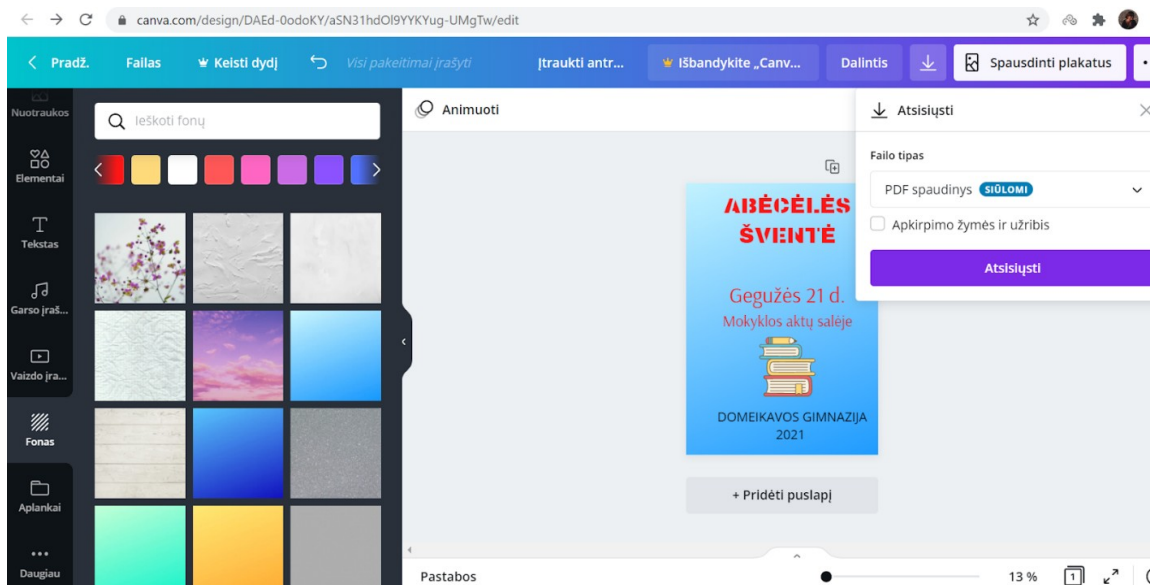 canva.com/design/DAEd-0odoKY/aSN31hdOl9YYKYug-UMgTw/edit
Pradž.
Failas
Keisti dydį
Visi pakeitimai įrašyti
Įtraukti antr...
Išbandykite „Canv...
Dalintis
Spausdinti plakatus
Nuotraukos
Elementai
Tekstas
Garso įraš...
Vaizdo įra...
Fonas
Aplankai
Daugiau
Ieškoti fonų
Animuoti
Atsisiųsti
Failo tipas
PDF spaudinys SIŪLOMI
Apkirpimo žymės ir užribis
Atsisiųsti
ABĖCĖLĖS
ŠVENTĖ
Gegužės 21 d.
Mokyklos aktų salėje
DOMEIKAVOS GIMNAZIJA
2021
+ Pridėti puslapį
Pastabos
13 %
1